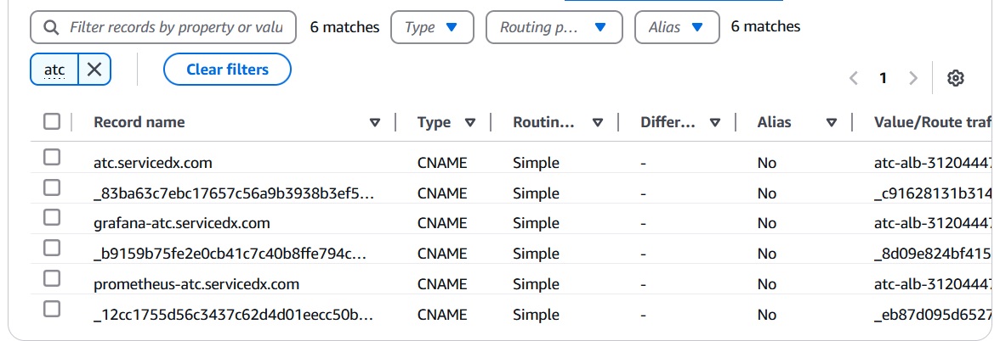 Filter records by property or valu 6 matches Type Routing p... Alias 6 matches
atc Clear filters
1
Record name Type Routin... Differ... Alias Value/Route traf
atc.servicedx.com CNAME Simple - No atc-alb-31204447
_83ba63c7ebc17657c56a9b3938b3ef5... CNAME Simple - No _c91628131b314
grafana-atc.servicedx.com CNAME Simple - No atc-alb-31204447
_b9159b75fe2e0cb41c7c40b8ffe794c... CNAME Simple - No _8d09e824bf415
prometheus-atc.servicedx.com CNAME Simple - No atc-alb-31204447
_12cc1755d56c3437c62d4d01eecc50b... CNAME Simple - No _eb87d095d6527